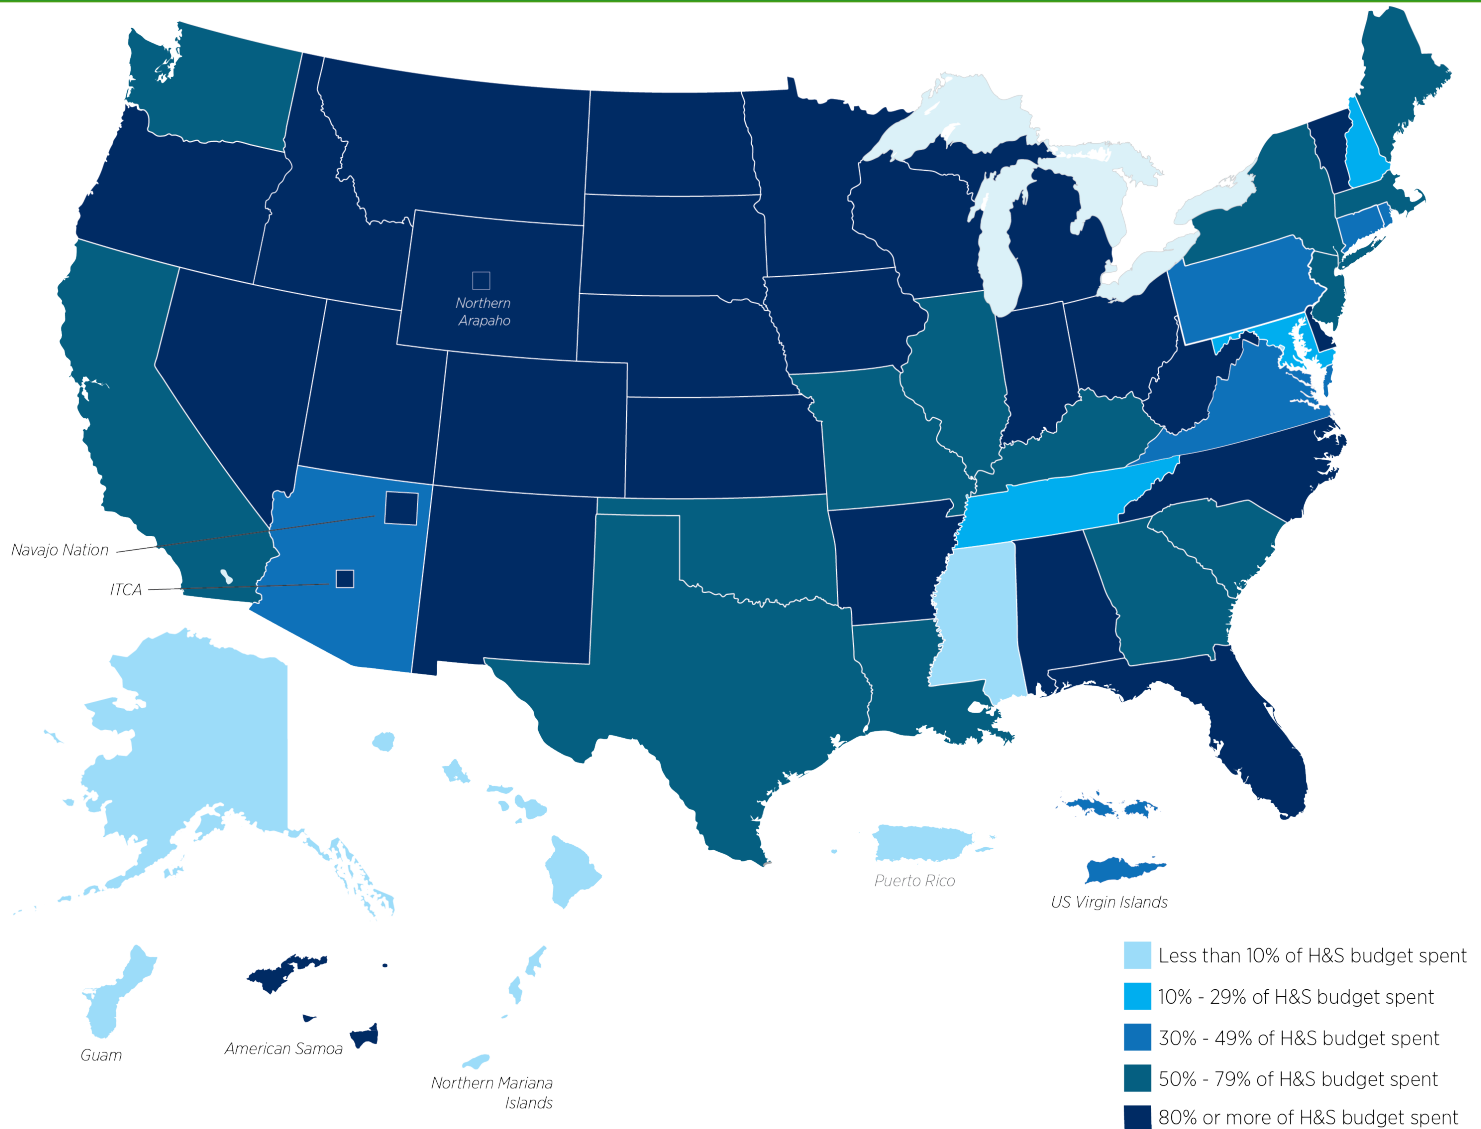 Northern
Arapaho
Navajo Nation
ITCA
Puerto Rico
US Virgin Islands
Less than 10% of H&S budget spent
10% - 29% of H&S budget spent
30% - 49% of H&S budget spent
50% - 79% of H&S budget spent
80% or more of H&S budget spent
Guam
American Samoa
Northern Mariana
Islands